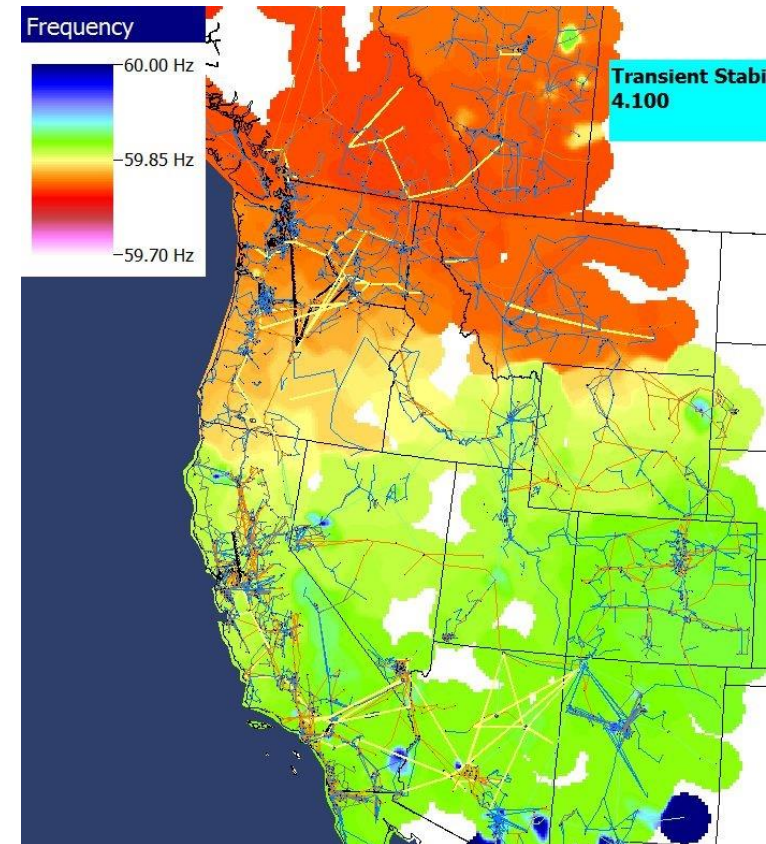 Frequency
60.00 Hz
59.85 Hz
59.70 Hz
Transient Stabi
4.100